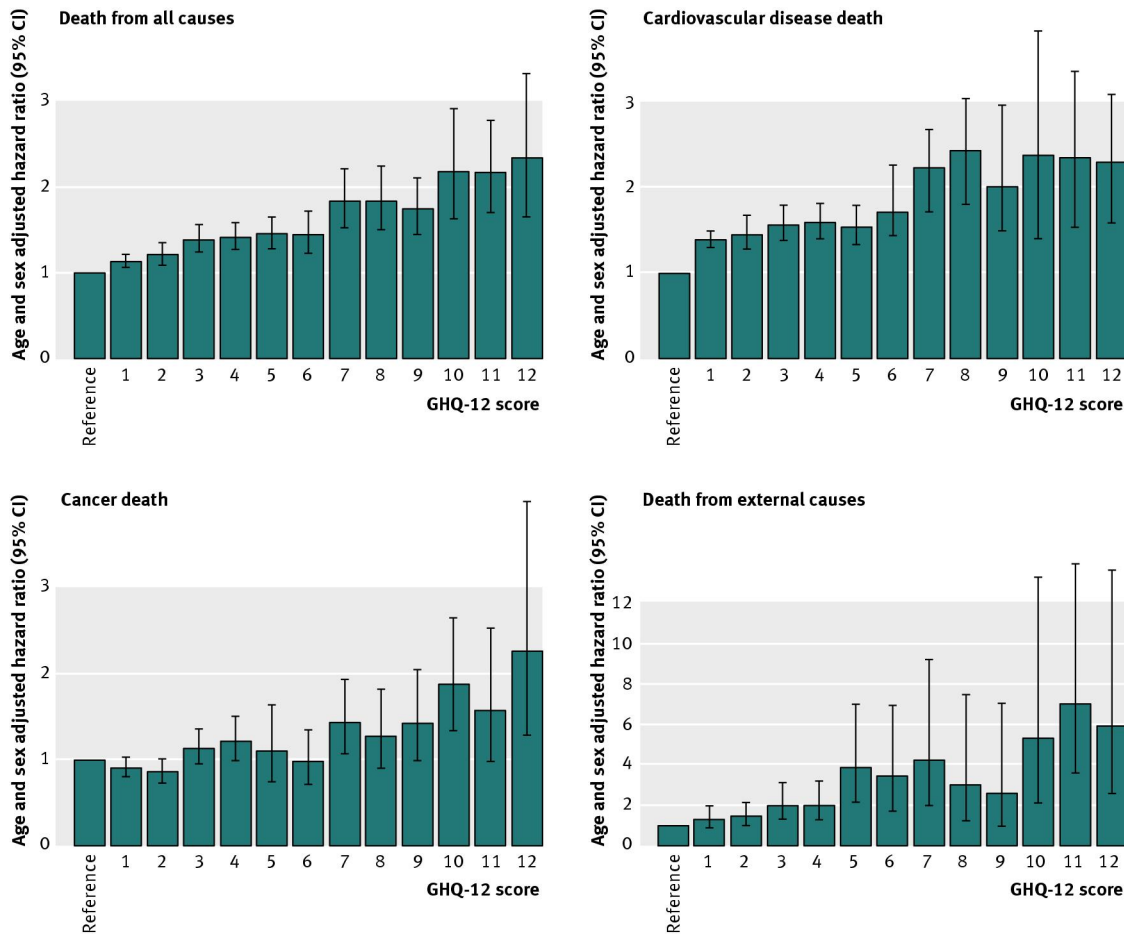 Death from all causes
Age and sex adjusted hazard ratio (95% CI)
3
2
1
0
Reference 1 2 3 4 5 6 7 8 9 10 11 12
GHQ-12 score
Cardiovascular disease death
Age and sex adjusted hazard ratio (95% CI)
3
2
1
0
Reference 1 2 3 4 5 6 7 8 9 10 11 12
GHQ-12 score
Cancer death
Age and sex adjusted hazard ratio (95% CI)
3
2
1
0
Reference 1 2 3 4 5 6 7 8 9 10 11 12
GHQ-12 score
Death from external causes
Age and sex adjusted hazard ratio (95% CI)
12
10
8
6
4
2
0
Reference 1 2 3 4 5 6 7 8 9 10 11 12
GHQ-12 score